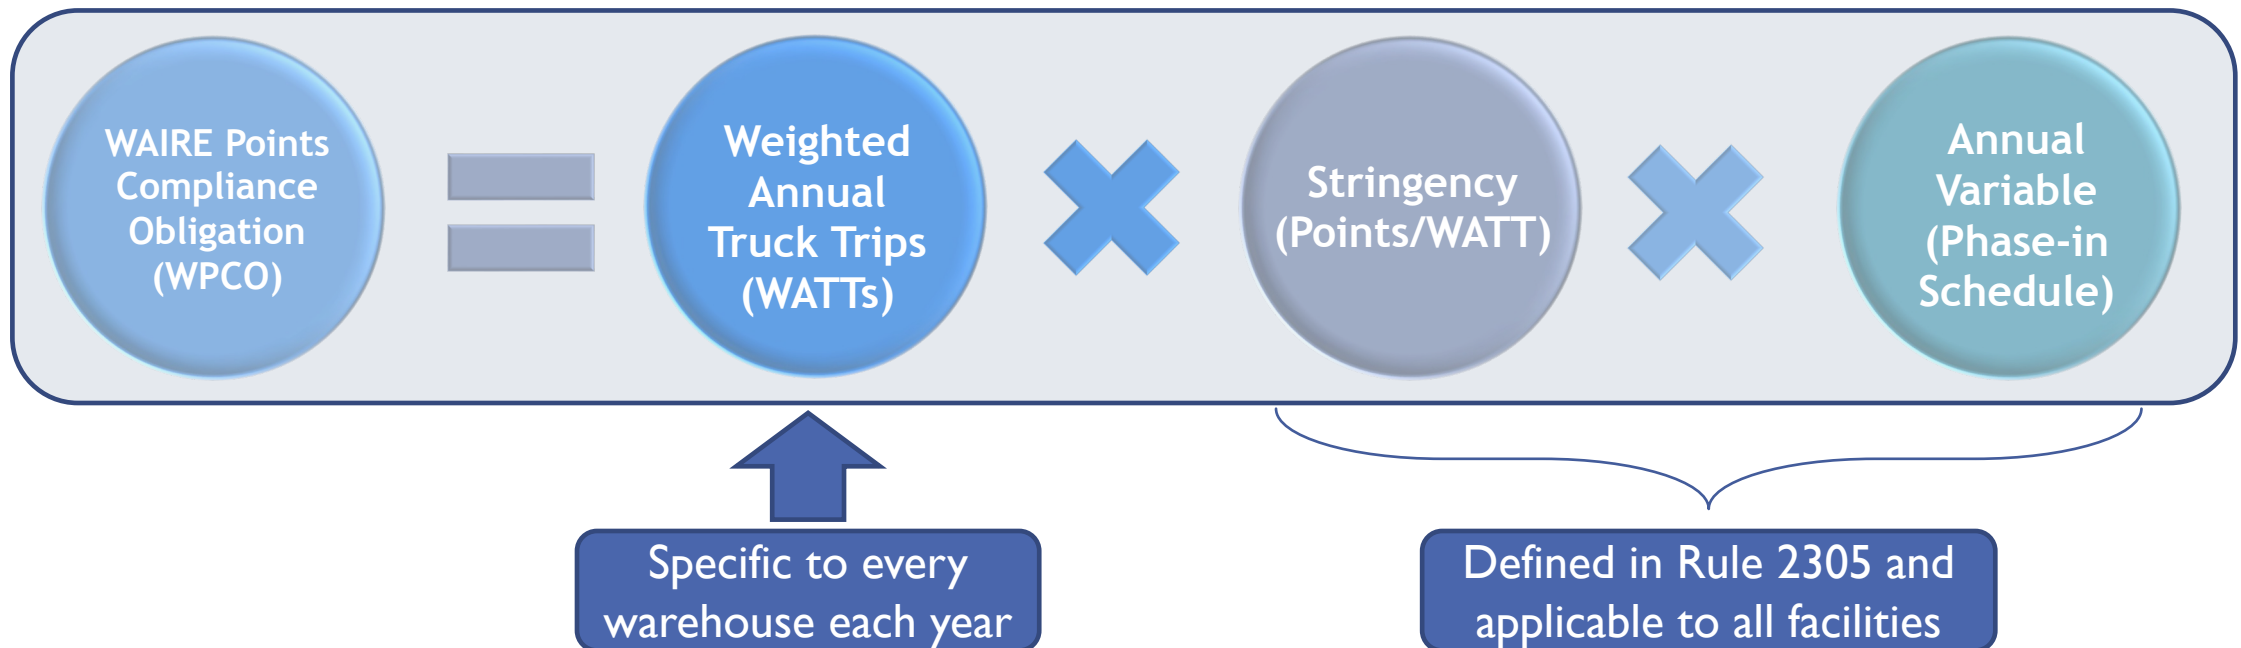 WAIRE Points
Compliance
Obligation
(WPCO)
Weighted
Annual
Truck Trips
(WATTs)
Stringency
(Points/WATT)
Annual
Variable
(Phase-in
Schedule)
Specific to every
warehouse each year
Defined in Rule 2305 and
applicable to all facilities